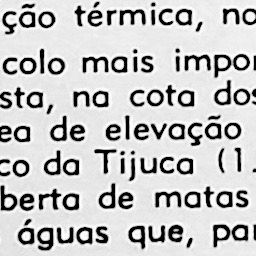 ção térmica, no
colo mais impor
sta, na cota dos
ea de elevação
co da Tijuca (1.
berta de matas
águas que, par